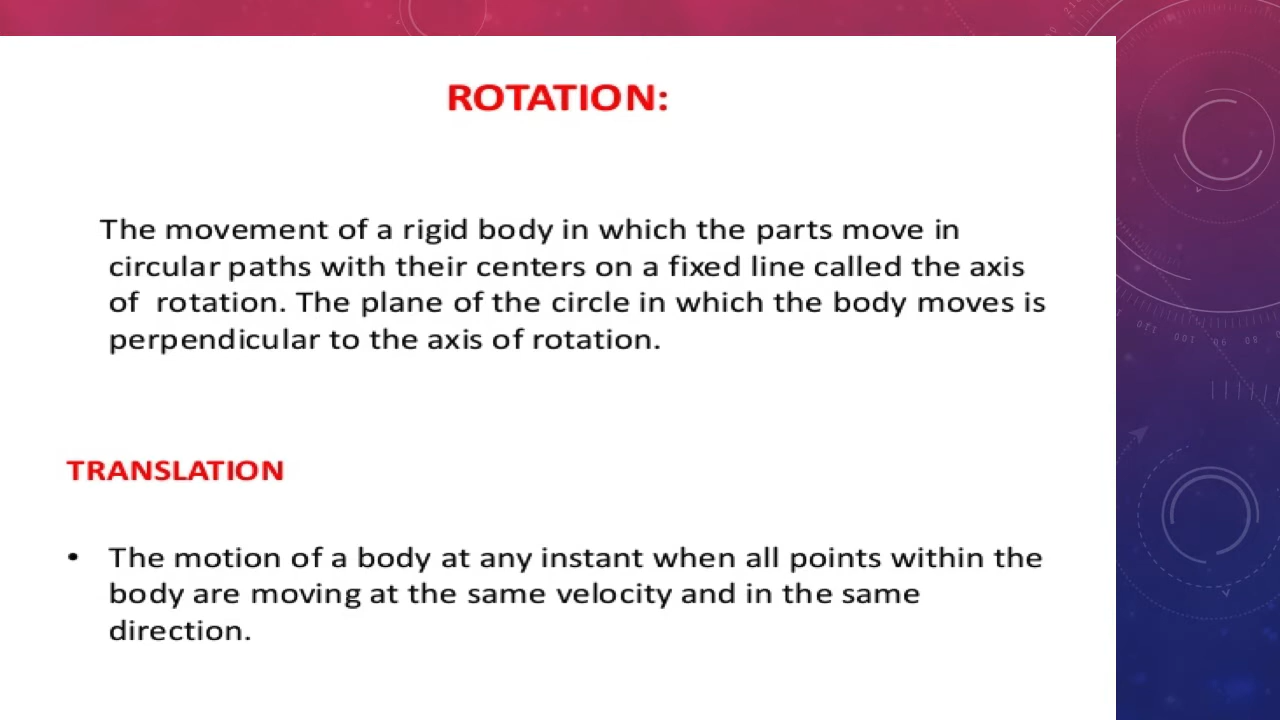 ROTATION:
The movement of a rigid body in which the parts move in
circular paths with their centers on a fixed line called the axis
of rotation. The plane of the circle in which the body moves is
perpendicular to the axis of rotation.
TRANSLATION
• The motion of a body at any instant when all points within the
body are moving at the same velocity and in the same
direction.